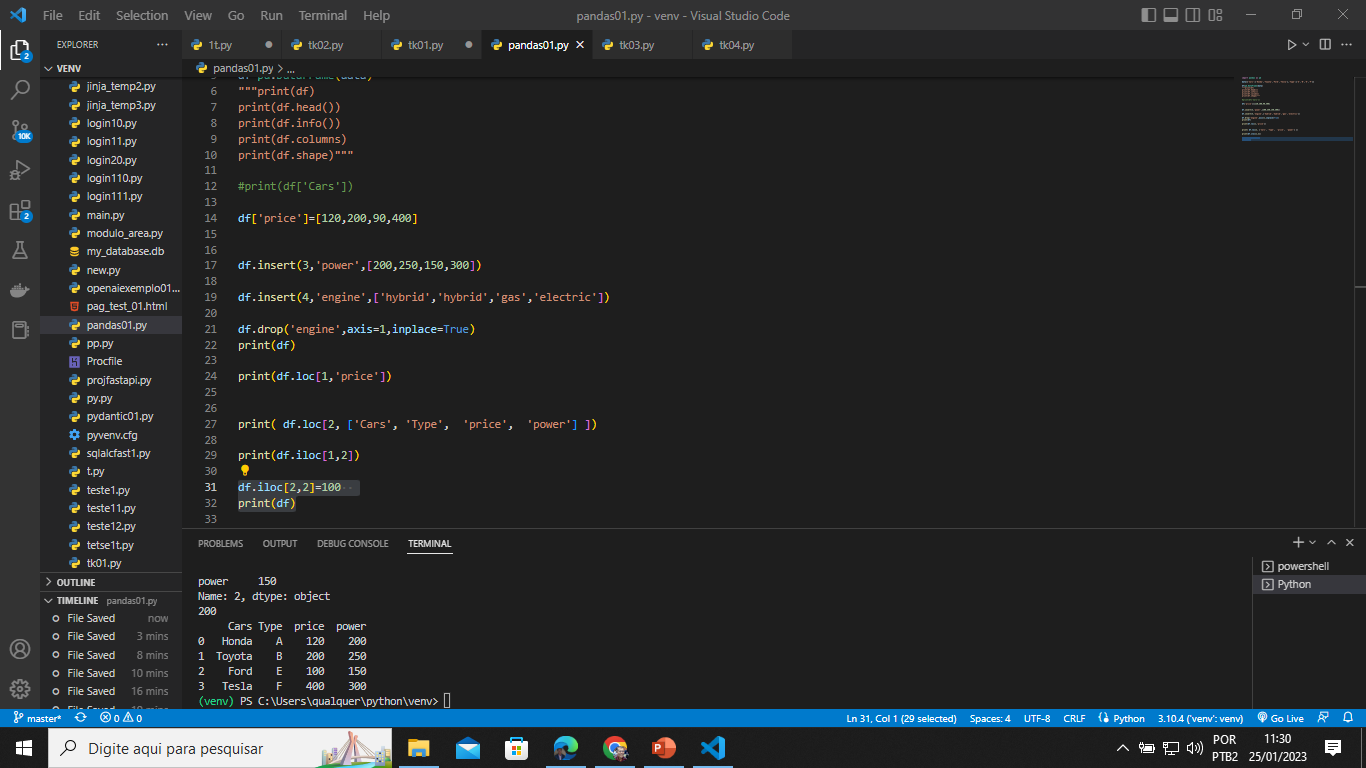 File Edit Selection View Go Run Terminal Help
pandas01.py - venv - Visual Studio Code
EXPLORER
1t.py
tk02.py
tk01.py
pandas01.py
tk03.py
tk04.py
VENV
pandas01.py > ...
jinja_temp2.py
jinja_temp3.py
login10.py
login11.py
login20.py
login110.py
login111.py
main.py
modulo_area.py
my_database.db
new.py
openaiexemplo01...
pag_test_01.html
pandas01.py
pp.py
Procfile
projfastapi.py
py.py
pydantic01.py
pyvenv.cfg
sqlalcfast1.py
t.py
teste1.py
teste11.py
teste12.py
tetse1t.py
tk01.py
OUTLINE
TIMELINE pandas01.py
File Saved now
File Saved 3 mins
File Saved 8 mins
File Saved 10 mins
File Saved 16 mins
2
10K
2
6 """print(df)
7 print(df.head())
8 print(df.info())
9 print(df.columns)
10 print(df.shape)"""
11
12 #print(df['Cars'])
13
14 df['price']=[120,200,90,400]
15
16
17 df.insert(3,'power',[200,250,150,300])
18
19 df.insert(4,'engine',['hybrid','hybrid','gas','electric'])
20
21 df.drop('engine',axis=1,inplace=True)
22 print(df)
23
24 print(df.loc[1,'price'])
25
26
27 print( df.loc[2, ['Cars', 'Type',  'price',  'power'] ])
28
29 print(df.iloc[1,2])
30
31 df.iloc[2,2]=100
32 print(df)
33
PROBLEMS OUTPUT DEBUG CONSOLE TERMINAL
powershell
Python
power     150
Name: 2, dtype: object
200
     Cars Type  price  power
0   Honda    A    120    200
1  Toyota    B    200    250
2    Ford    E    100    150
3   Tesla    F    400    300
(venv) PS C:\Users\qualquer\python\venv>
master* 0 0 Ln 31, Col 1 (29 selected) Spaces: 4 UTF-8 CRLF Python 3.10.4 ('venv': venv) Go Live
Digite aqui para pesquisar
POR
PTB2
11:30
25/01/2023